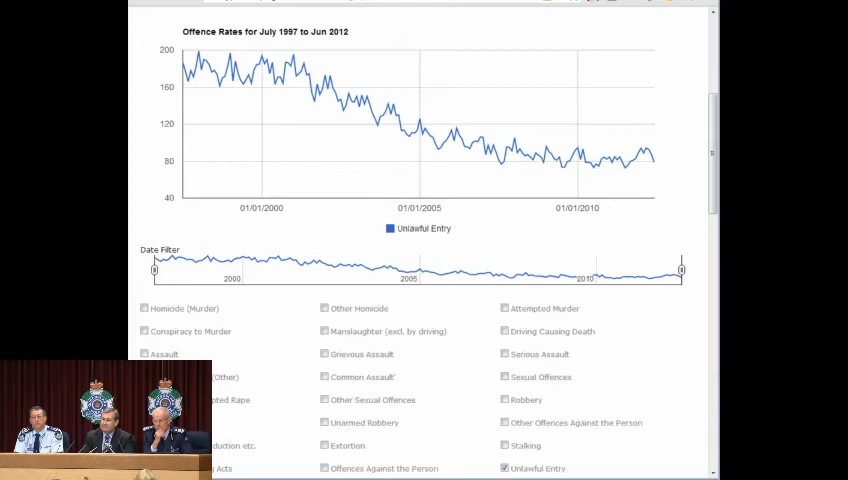 Offence Rates for July 1997 to Jun 2012
200
160
120
80
40
01/01/2000 01/01/2005 01/01/2010
Unlawful Entry
Date Filter
2000 2005 2010
Homicide (Murder) Other Homicide Attempted Murder
Conspiracy to Murder Manslaughter (excl. by driving) Driving Causing Death
Assault Grievous Assault Serious Assault
(Other) Common Assault' Sexual Offences
pted Rape Other Sexual Offences Robbery
Unarmed Robbery Other Offences Against the Person
duction etc. Extortion Stalking
g Acts Offences Against the Person Unlawful Entry